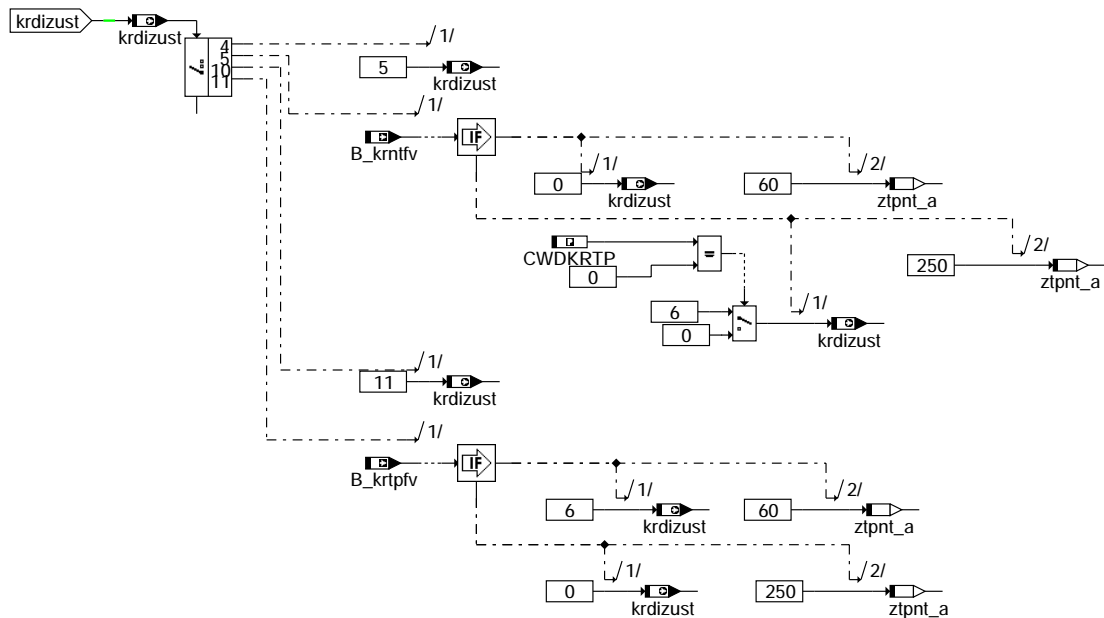 krdizust
krdizust
4
5
10
11
1/
5
krdizust
1/
B_krntfv
IF
1/
2/
0
krdizust
60
ztpnt_a
2/
CWDKRTP
0
=
250
ztpnt_a
6
0
1/
krdizust
1/
11
krdizust
1/
B_krtpfv
IF
1/
2/
6
krdizust
60
ztpnt_a
1/
2/
0
krdizust
250
ztpnt_a